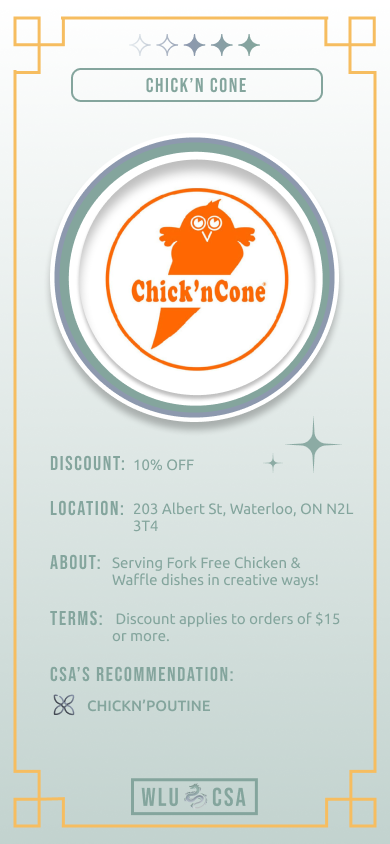 CHICK'N CONE
Chick'nCone®
DISCOUNT: 10% OFF
LOCATION: 203 Albert St, Waterloo, ON N2L
3T4
ABOUT: Serving Fork Free Chicken &
Waffle dishes in creative ways!
TERMS: Discount applies to orders of $15
or more.
CSA'S RECOMMENDATION:
CHICKN'POUTINE
WLU CSA